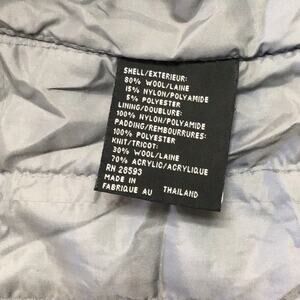 SHELL/EXTERIEUR:
80% WOOL/LAINE
15% NYLON/POLYAMIDE
5% POLYESTER
LINING/DOUBLURE:
100% NYLON/POLYAMIDE
PADDING/REMBOURRURES:
100% POLYESTER
KNIT/TRICOT:
30% WOOL/LAINE
70% ACRYLIC/ACRYLIQUE
RN 28593
MADE IN
FABRIQUE AU THAILAND